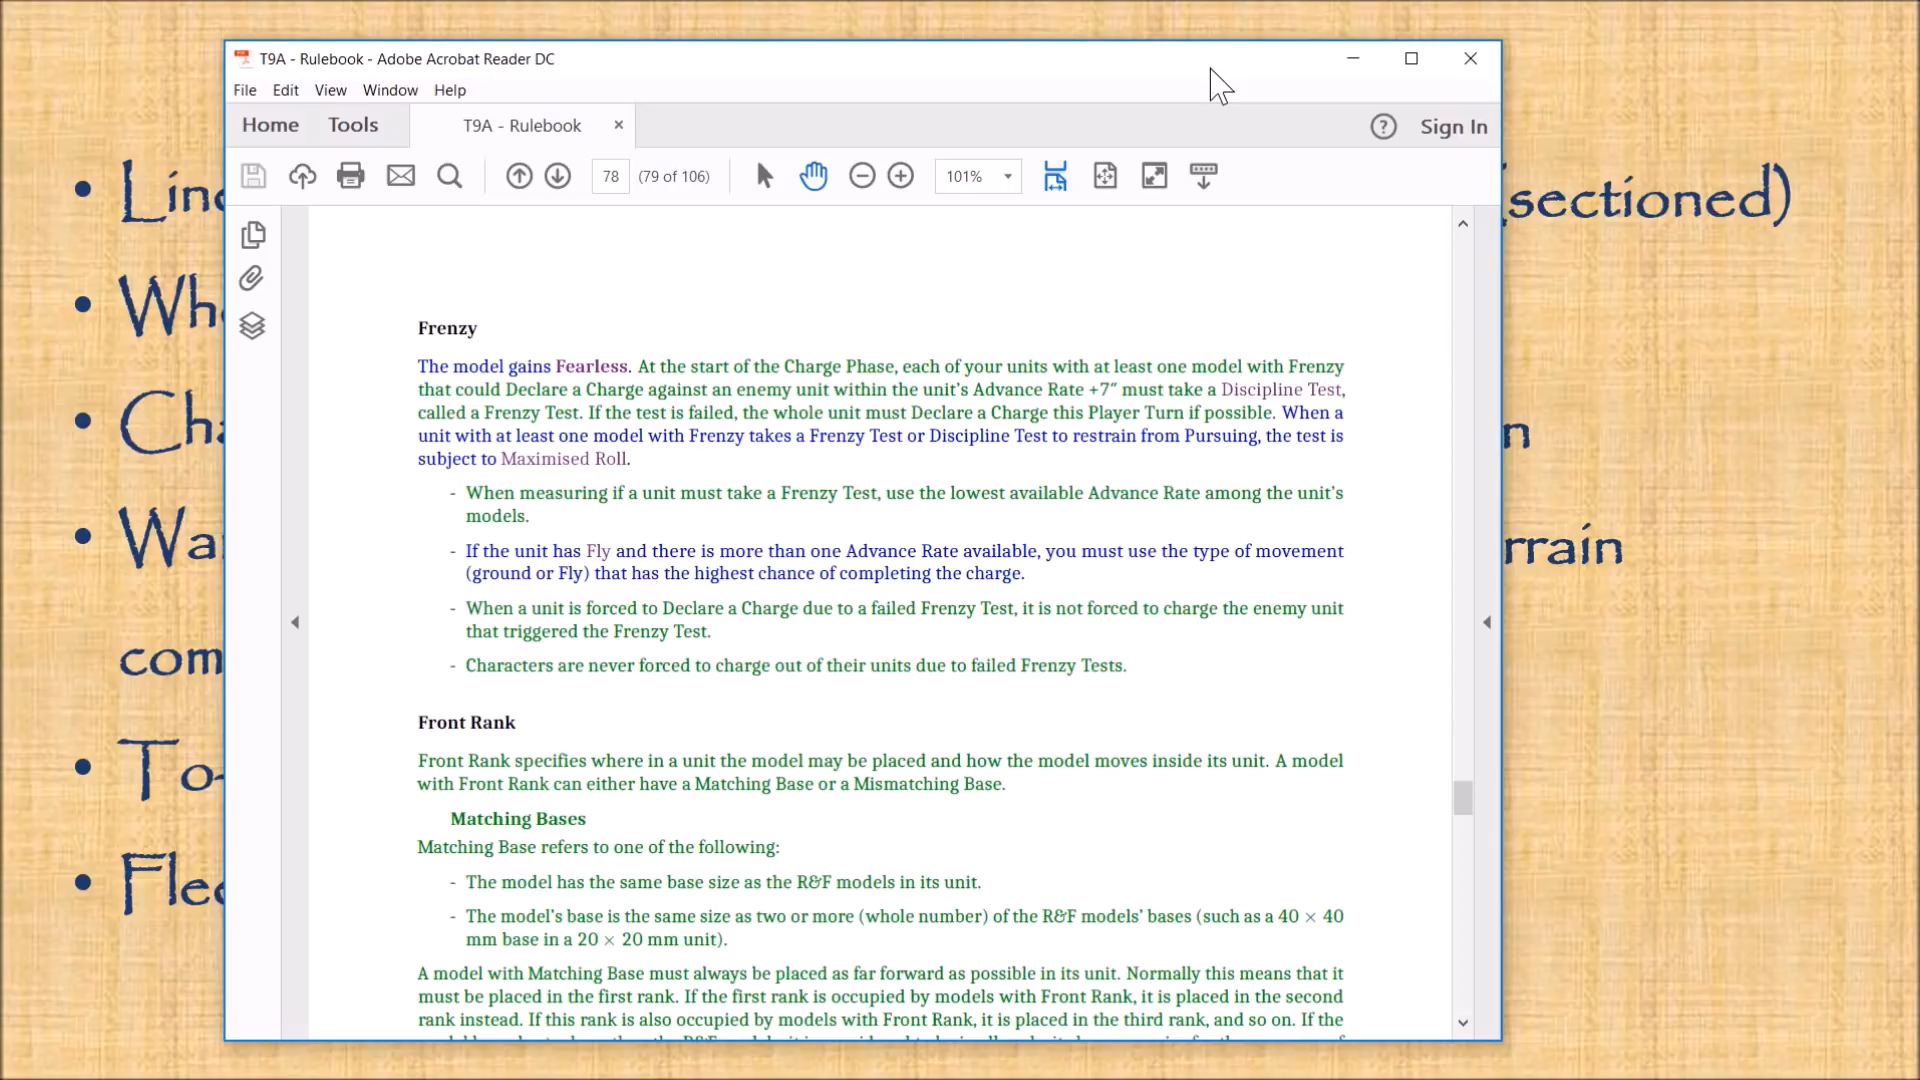 T9A - Rulebook - Adobe Acrobat Reader DC
File Edit View Window Help
Home Tools T9A - Rulebook × ? Sign In
78 (79 of 106) 101%
Frenzy
The model gains Fearless. At the start of the Charge Phase, each of your units with at least one model with Frenzy
that could Declare a Charge against an enemy unit within the unit's Advance Rate +7″ must take a Discipline Test,
called a Frenzy Test. If the test is failed, the whole unit must Declare a Charge this Player Turn if possible. When a
unit with at least one model with Frenzy takes a Frenzy Test or Discipline Test to restrain from Pursuing, the test is
subject to Maximised Roll.
- When measuring if a unit must take a Frenzy Test, use the lowest available Advance Rate among the unit's
models.
- If the unit has Fly and there is more than one Advance Rate available, you must use the type of movement
(ground or Fly) that has the highest chance of completing the charge.
- When a unit is forced to Declare a Charge due to a failed Frenzy Test, it is not forced to charge the enemy unit
that triggered the Frenzy Test.
- Characters are never forced to charge out of their units due to failed Frenzy Tests.
Front Rank
Front Rank specifies where in a unit the model may be placed and how the model moves inside its unit. A model
with Front Rank can either have a Matching Base or a Mismatching Base.
Matching Bases
Matching Base refers to one of the following:
- The model has the same base size as the R&F models in its unit.
- The model's base is the same size as two or more (whole number) of the R&F models' bases (such as a 40 × 40
mm base in a 20 × 20 mm unit).
A model with Matching Base must always be placed as far forward as possible in its unit. Normally this means that it
must be placed in the first rank. If the first rank is occupied by models with Front Rank, it is placed in the second
rank instead. If this rank is also occupied by models with Front Rank, it is placed in the third rank, and so on. If the
• Line (sectioned)
• Wh
• Cha n
• Wa rrain
com
• To-
• Flee